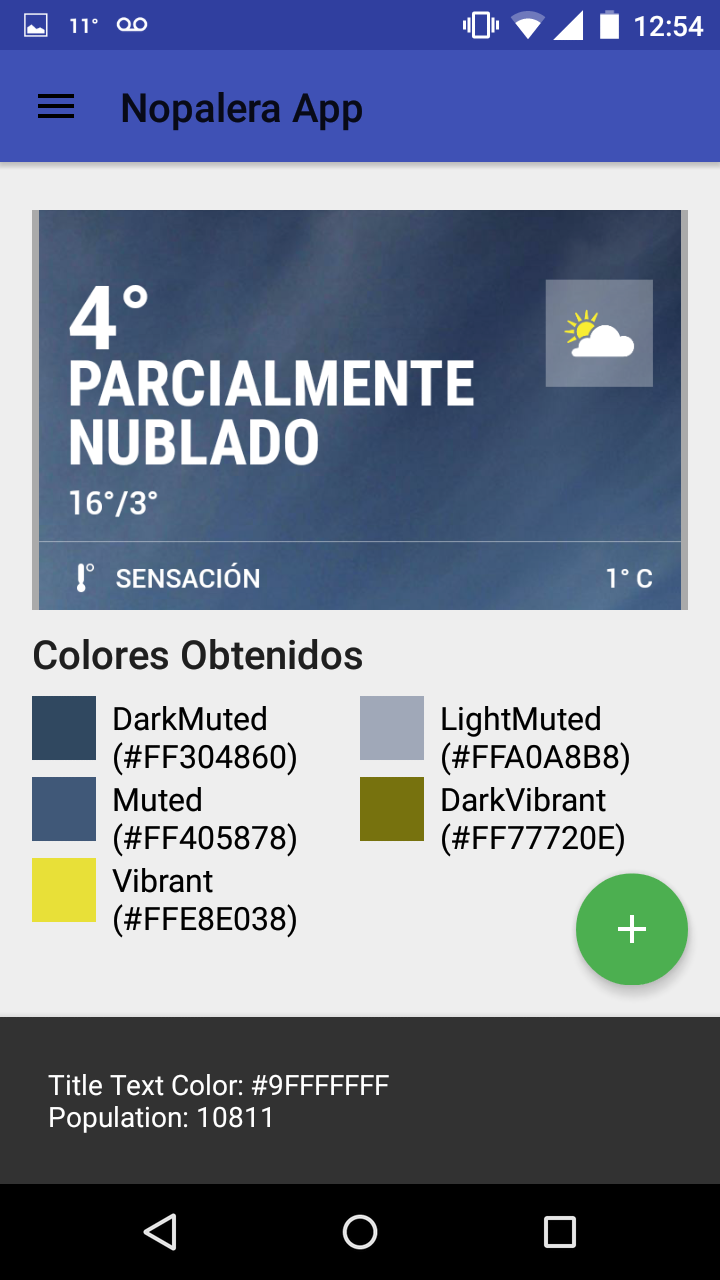 11° 12:54
Nopalera App
4°
PARCIALMENTE
NUBLADO
16°/3°
SENSACIÓN 1° C
Colores Obtenidos
DarkMuted
(#FF304860)
LightMuted
(#FFA0A8B8)
Muted
(#FF405878)
DarkVibrant
(#FF77720E)
Vibrant
(#FFE8E038)
Title Text Color: #9FFFFFFF
Population: 10811